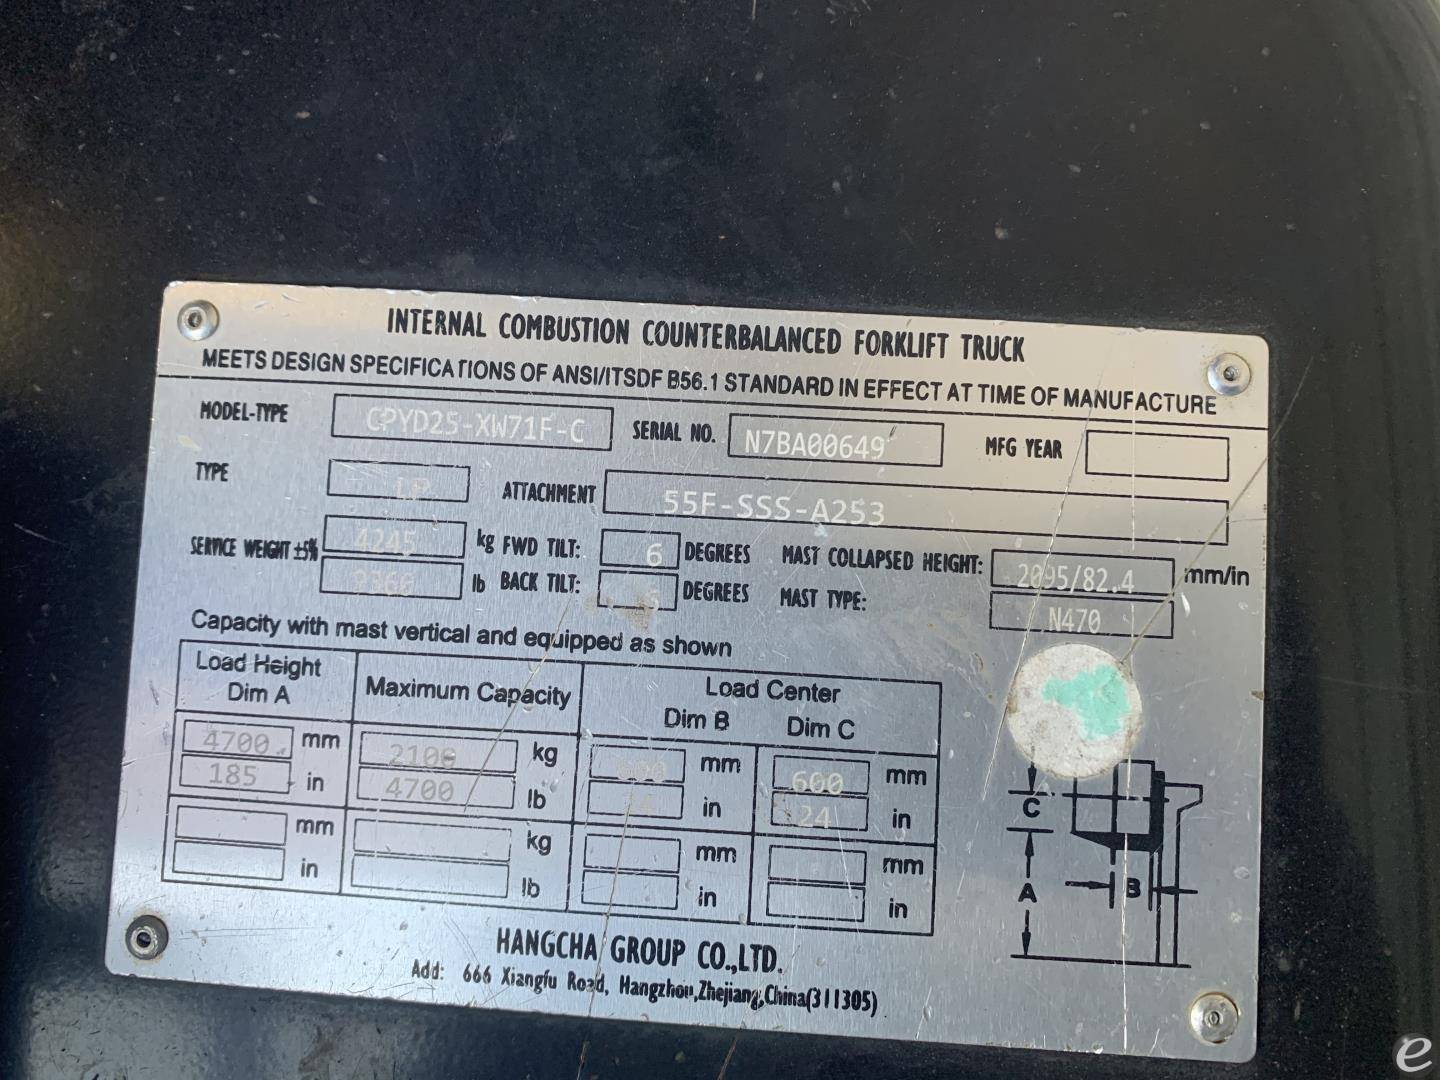 INTERNAL COMBUSTION COUNTERBALANCED FORKLIFT TRUCK
MEETS DESIGN SPECIFICATIONS OF ANSI/ITSDF B56.1 STANDARD IN EFFECT AT TIME OF MANUFACTURE
MODEL-TYPE CPYD25-XW71F-C SERIAL NO. N7BA00649 MFG YEAR
TYPE LP ATTACHMENT 55F-SSS-A253
SERVICE WEIGHT ±5% 4245 kg FWD TILT: 6 DEGREES MAST COLLAPSED HEIGHT: 2095/82.4 mm/in
9360 lb BACK TILT: DEGREES MAST TYPE: N470
Capacity with mast vertical and equipped as shown
Load Height Maximum Capacity Load Center
Dim A Dim B Dim C
4700 mm 2100 kg 600 mm 600 mm
185 in 4700 lb 24 in 24 in
mm kg mm mm
in lb in in
C
A
B
HANGCHA GROUP CO.,LTD.
Add: 666 Xiangfu Road, Hangzhou,Zhejiang,China(311305)
e